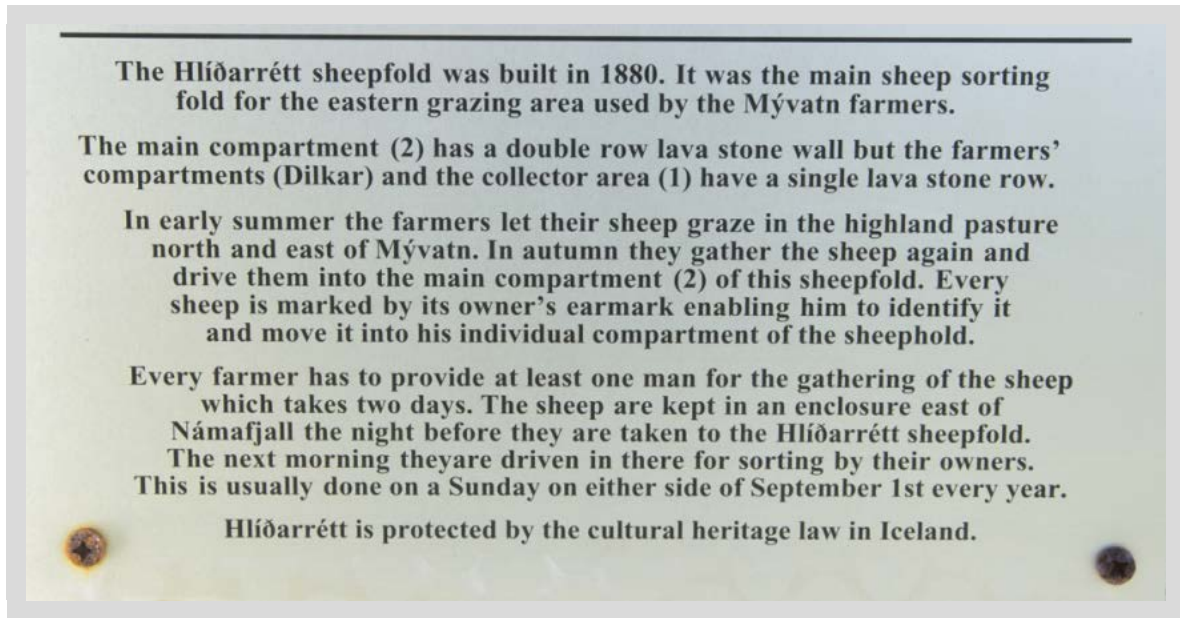 The Hlíðarrétt sheepfold was built in 1880. It was the main sheep sorting
fold for the eastern grazing area used by the Mývatn farmers.
The main compartment (2) has a double row lava stone wall but the farmers’
compartments (Dilkar) and the collector area (1) have a single lava stone row.
In early summer the farmers let their sheep graze in the highland pasture
north and east of Mývatn. In autumn they gather the sheep again and
drive them into the main compartment (2) of this sheepfold. Every
sheep is marked by its owner’s earmark enabling him to identify it
and move it into his individual compartment of the sheephold.
Every farmer has to provide at least one man for the gathering of the sheep
which takes two days. The sheep are kept in an enclosure east of
Námafjall the night before they are taken to the Hlíðarrétt sheepfold.
The next morning theyare driven in there for sorting by their owners.
This is usually done on a Sunday on either side of September 1st every year.
Hlíðarrétt is protected by the cultural heritage law in Iceland.